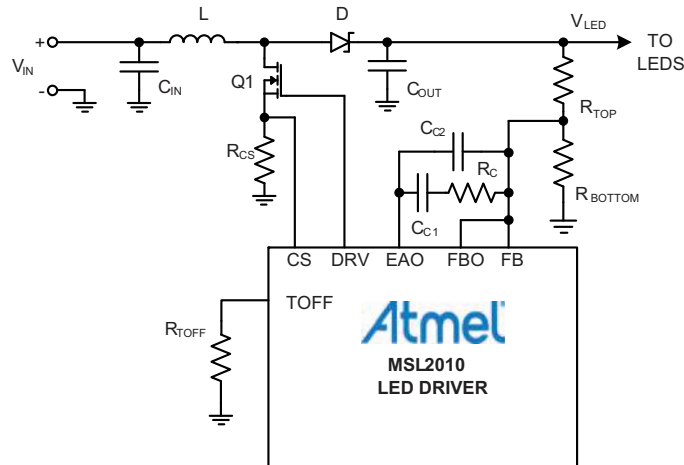 L
D
VLED
+
VIN
-
CIN
Q1
COUT
TO
LEDS
RTOP
RCS
CC2
RC
CC1
RBOTTOM
CS DRV EAO FBO FB
TOFF
RTOFF
Atmel
MSL2010
LED DRIVER